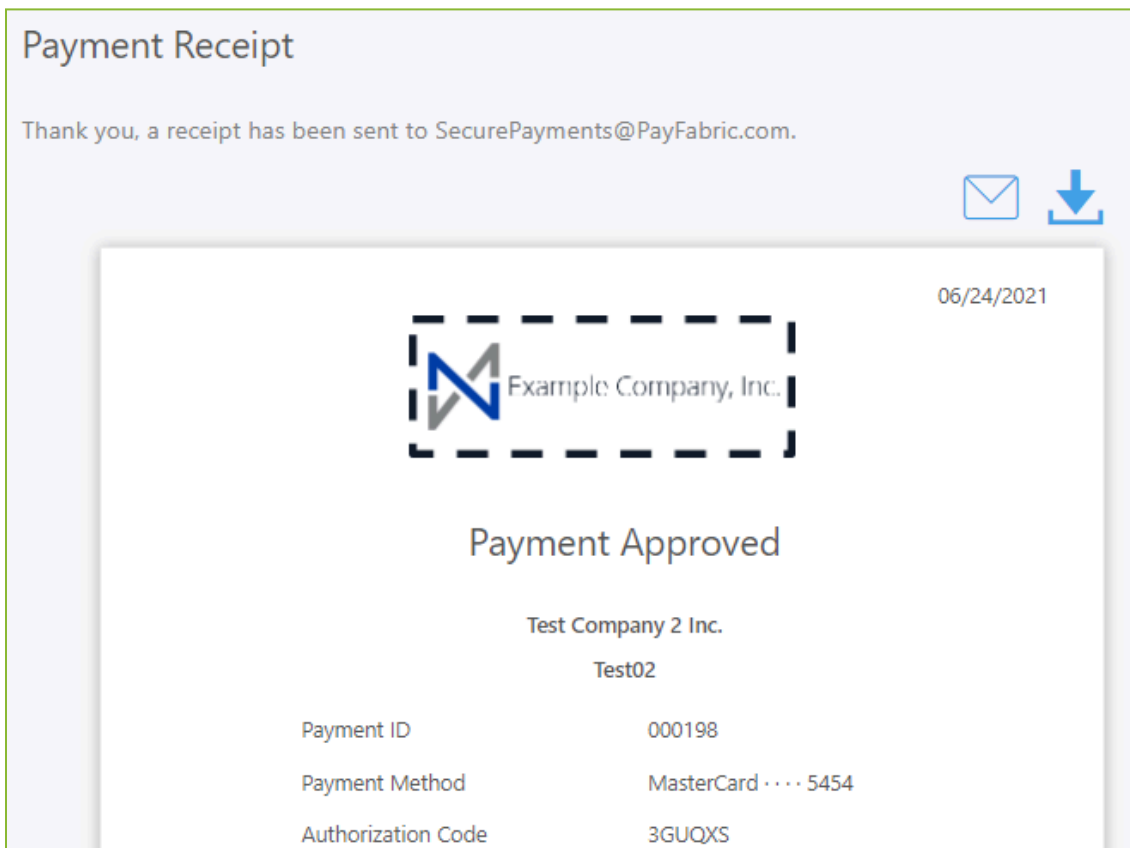 Payment Receipt
Thank you, a receipt has been sent to SecurePayments@PayFabric.com.
06/24/2021
Example Company, Inc.
Payment Approved
Test Company 2 Inc.
Test02
Payment ID 000198
Payment Method MasterCard ···· 5454
Authorization Code 3GUQXS